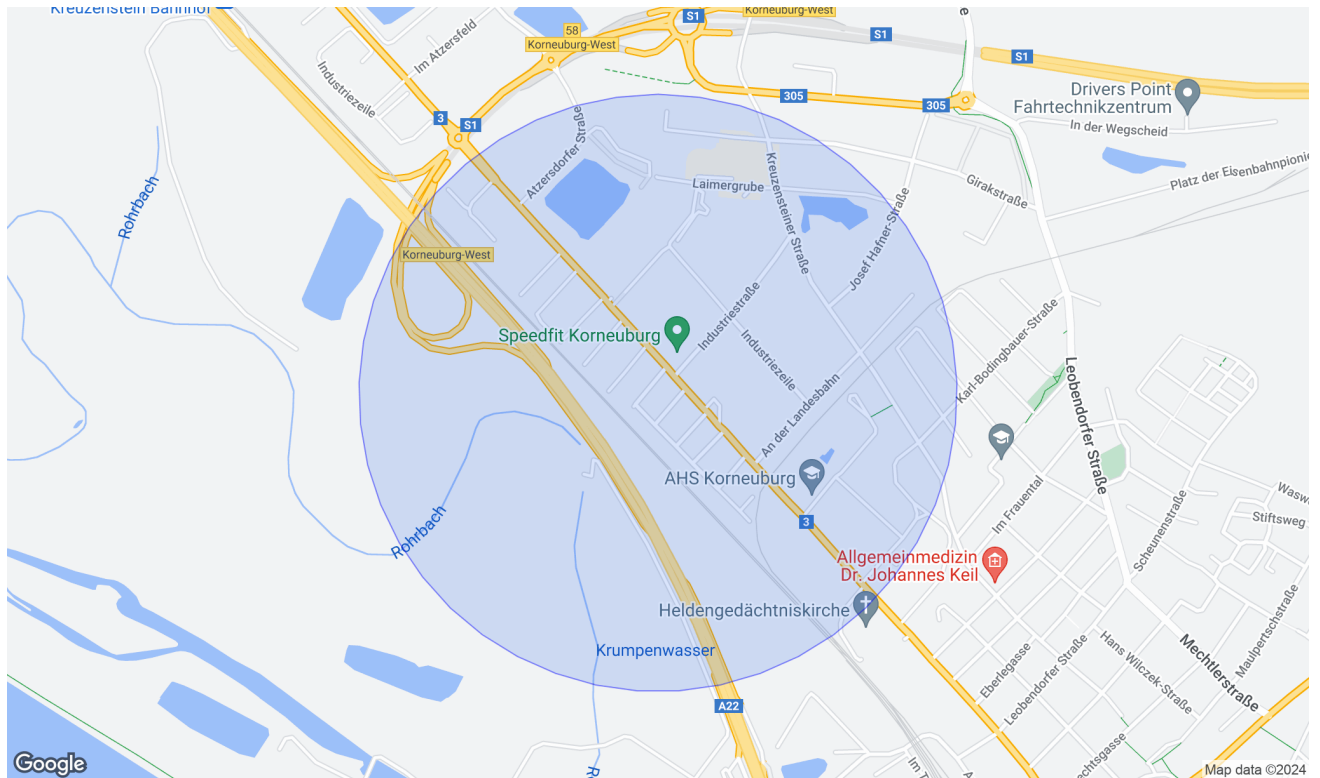 Kreuzenstein Bahnhof
S1
Korneuburg-West
e
58
Korneuburg-West
S1
S1
Im Atzersfeld
Industriezeile
3
S1
305
305
Drivers Point
Fahrtechnikzentrum
In der Wegscheid
Atzersdorfer Straße
Kreuzensteiner Straße
Laimergrube
Girakstraße
Platz der Eisenbahnpionie
Rohrbach
Josef Hafner-Straße
Korneuburg-West
Speedfit Korneuburg
Industriestraße
Industriezeile
Karl-Bodingbauer-Straße
Leobendorfer Straße
An der Landesbahn
AHS Korneuburg
Im Frauental
Scheunenstraße
Wasw
Stiftsweg
Rohrbach
3
Allgemeinmedizin
Dr. Johannes Keil
Heldengedächtniskirche
Krumpenwasser
Eberlegasse
Leobendorfer Straße
Hans Wilczek-Straße
Mechtlerstraße
Maulpertschstraße
A22
echtsgasse
Im T
A
Ro
Google
Map data ©2024